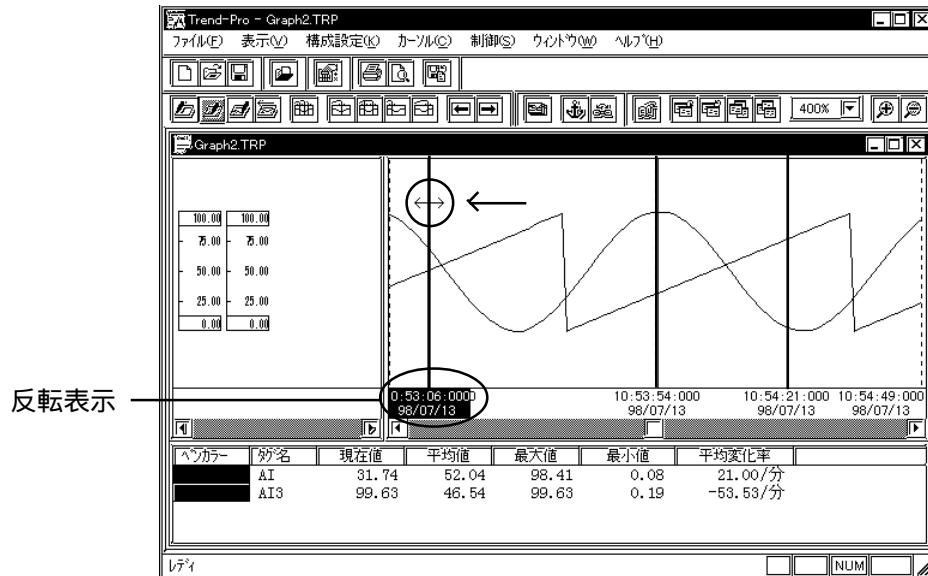 Trend-Pro - Graph2.TRP
ファイル(F) 表示(V) 構成設定(K) カーソル(C) 制御(S) ウィンドウ(W) ヘルプ(H)
400%
Graph2.TRP
100.00 100.00
75.00 75.00
50.00 50.00
25.00 25.00
0.00 0.00
反転表示
0:53:06:000 10:53:54:000 10:54:21:000 10:54:49:000
98/07/13 98/07/13 98/07/13 98/07/13
ペンカラー タグ名 現在値 平均値 最大値 最小値 平均変化率
AI 31.74 52.04 98.41 0.08 21.00/分
AI3 99.63 46.54 99.63 0.19 -53.53/分
レディ NUM